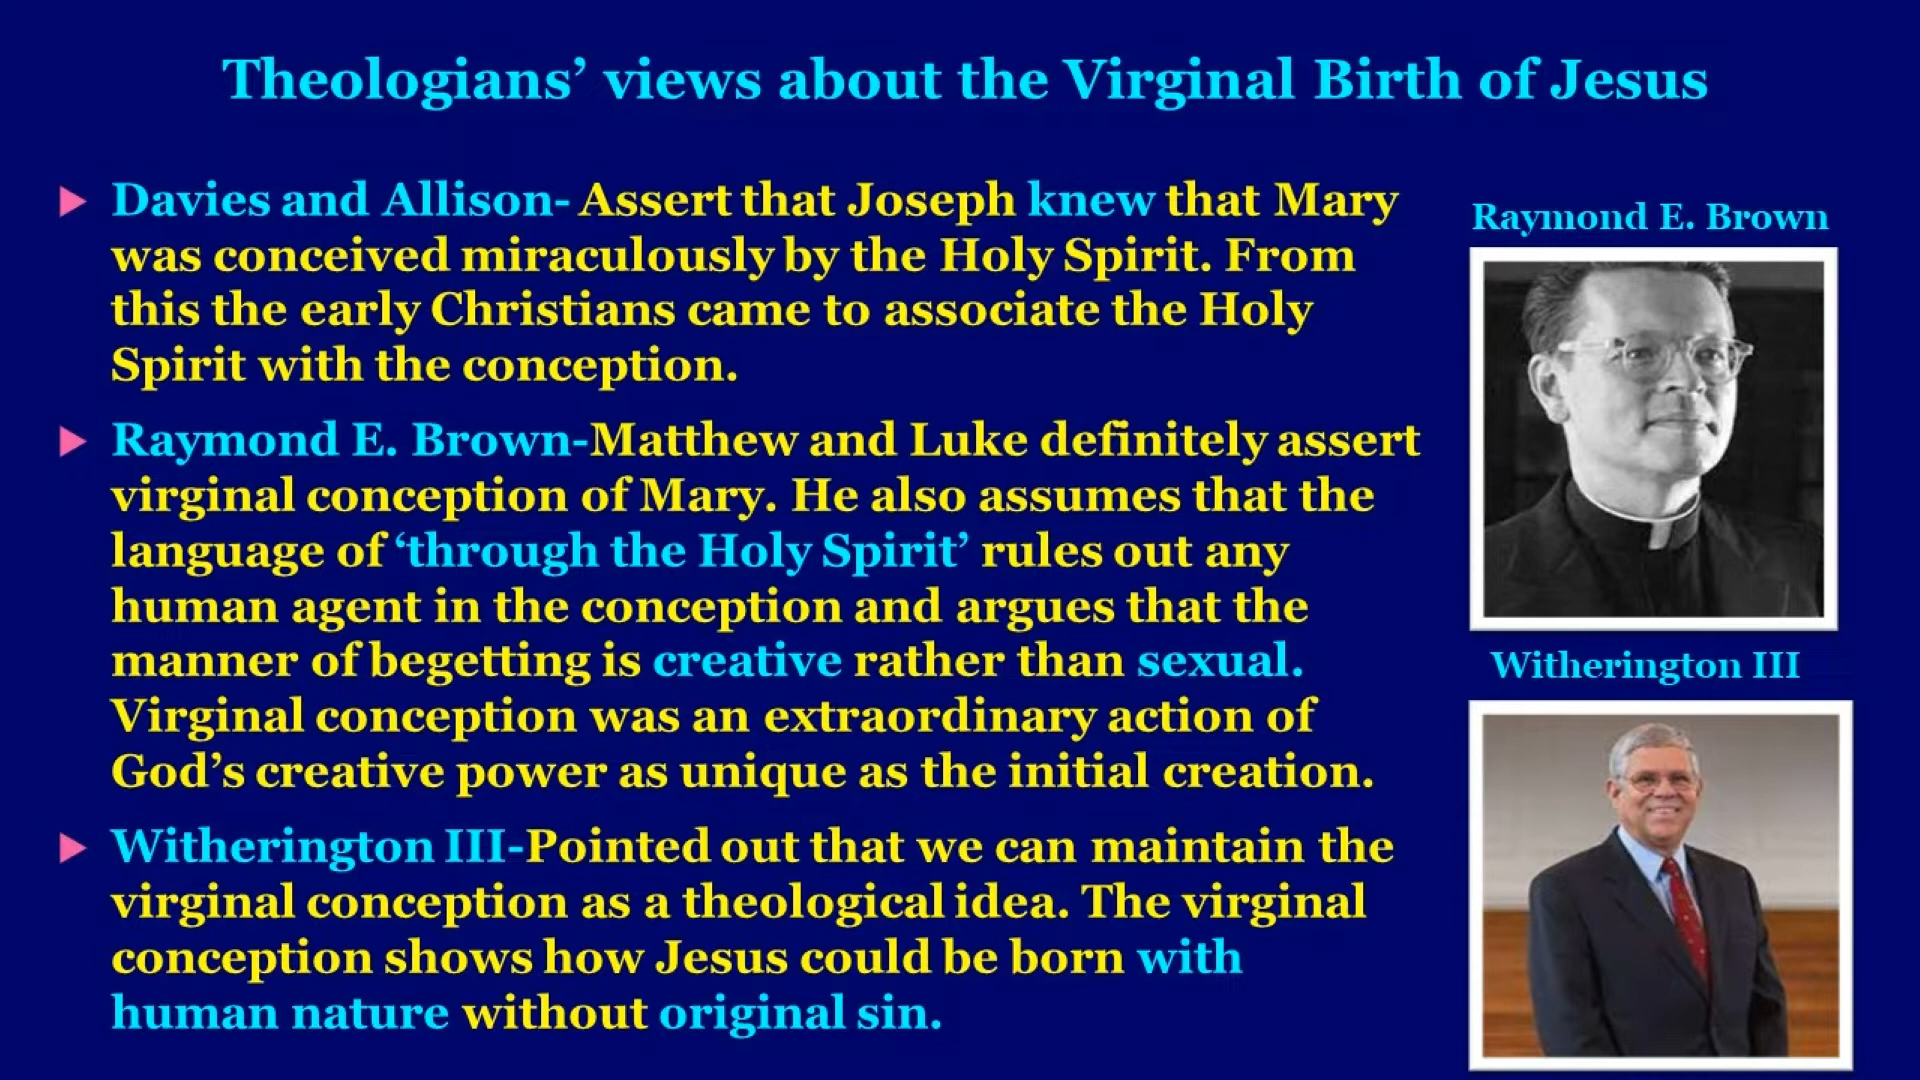 Theologians’ views about the Virginal Birth of Jesus
Davies and Allison- Assert that Joseph knew that Mary
was conceived miraculously by the Holy Spirit. From
this the early Christians came to associate the Holy
Spirit with the conception.
Raymond E. Brown-Matthew and Luke definitely assert
virginal conception of Mary. He also assumes that the
language of ‘through the Holy Spirit’ rules out any
human agent in the conception and argues that the
manner of begetting is creative rather than sexual.
Virginal conception was an extraordinary action of
God’s creative power as unique as the initial creation.
Witherington III-Pointed out that we can maintain the
virginal conception as a theological idea. The virginal
conception shows how Jesus could be born with
human nature without original sin.
Raymond E. Brown
Witherington III